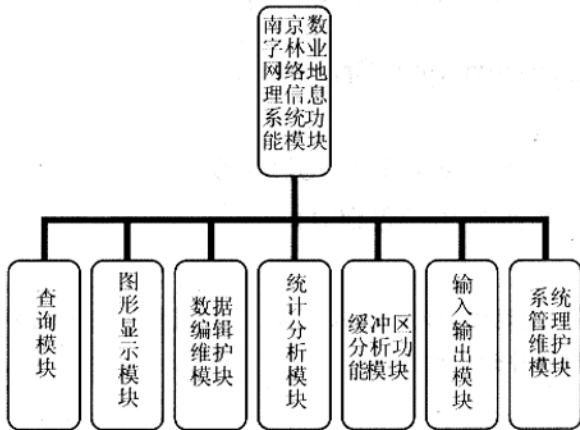 南京数
字林业
网络地
理信息
系统功
能模块
查询模块
图形显示模块
数据
编辑
维护
模块
统计分析模块
缓冲区
分析功
能模块
输入输出模块
系统
管理
维护
模块